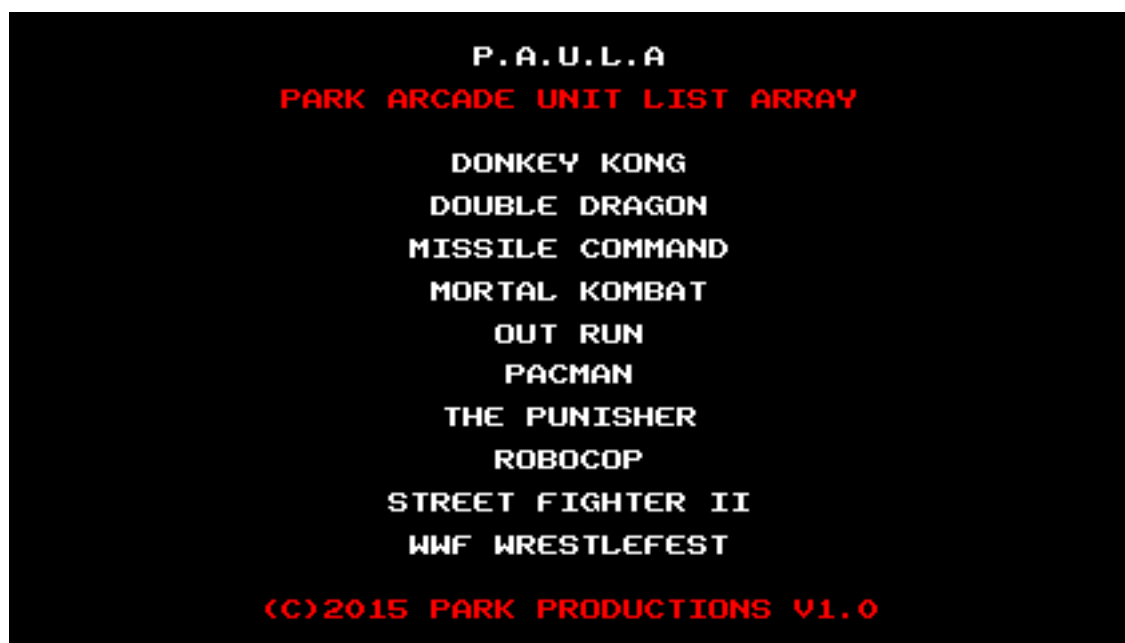 P.A.U.L.A
PARK ARCADE UNIT LIST ARRAY
DONKEY KONG
DOUBLE DRAGON
MISSILE COMMAND
MORTAL KOMBAT
OUT RUN
PACMAN
THE PUNISHER
ROBOCOP
STREET FIGHTER II
WWF WRESTLEFEST
(C)2015 PARK PRODUCTIONS V1.0